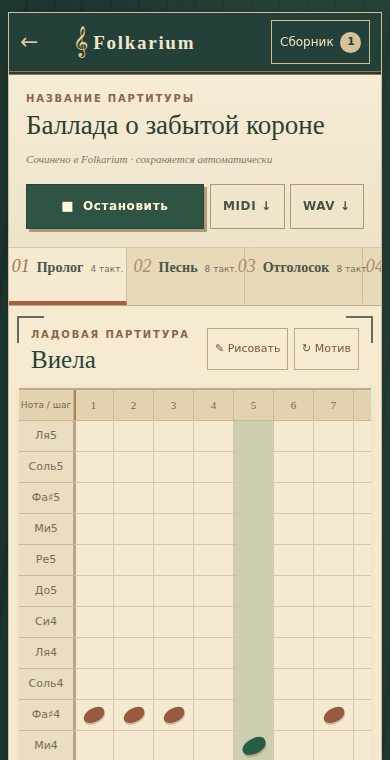 ← Folkarium Сборник 1
НАЗВАНИЕ ПАРТИТУРЫ
Баллада о забытой короне
Сочинено в Folkarium · сохраняется автоматически
■ Остановить MIDI ↓ WAV ↓
01 Пролог 4 такт. 02 Песнь 8 такт. 03 Отголосок 8 такт. 04
ЛАДОВАЯ ПАРТИТУРА
Виела
✎ Рисовать ↻ Мотив
Нота / шаг 1 2 3 4 5 6 7
Ля5
Соль5
Фа♯5
Ми5
Ре5
До5
Си4
Ля4
Соль4
Фа♯4
Ми4